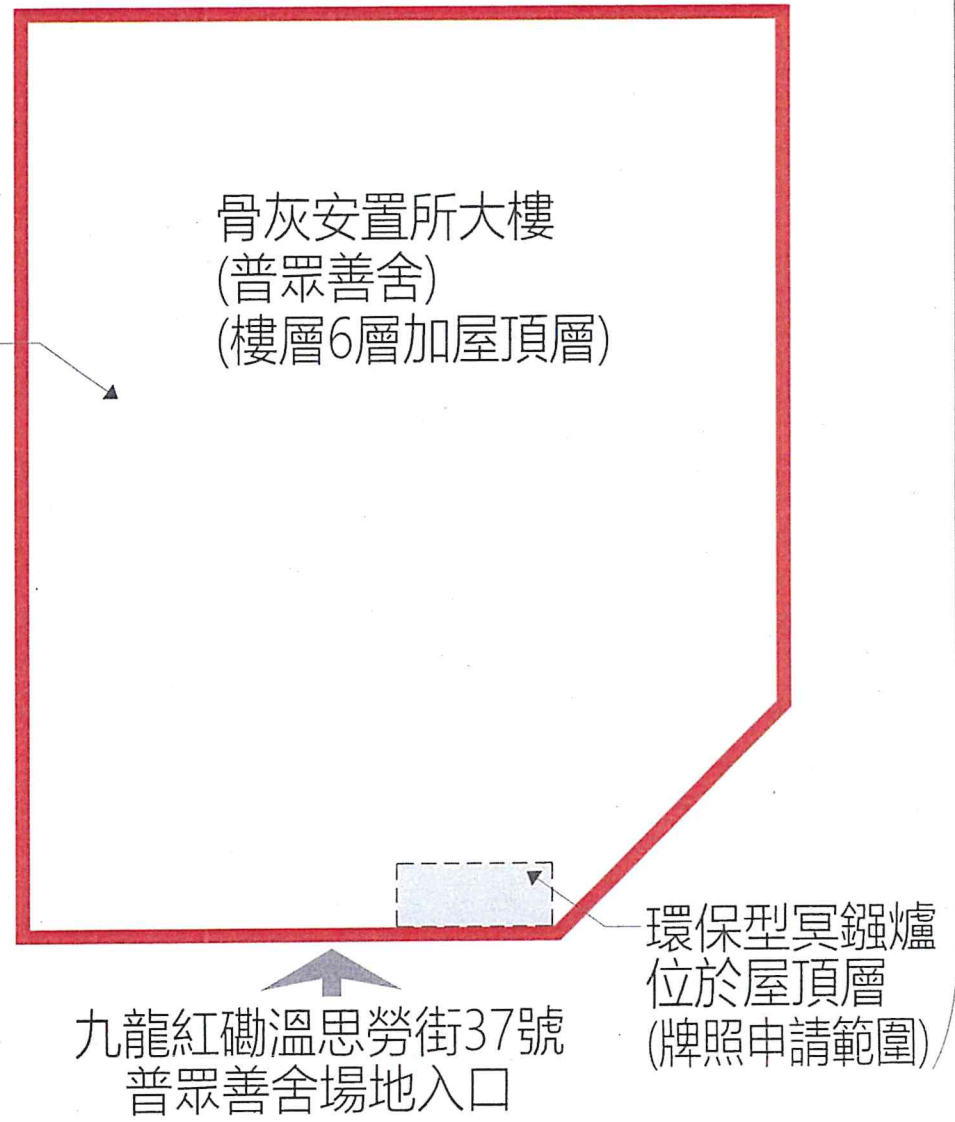 骨灰安置所大樓
(普眾善舍)
(樓層6層加屋頂層)
環保型冥鏹爐
位於屋頂層
(牌照申請範圍)
九龍紅磡溫思勞街37號
普眾善舍場地入口